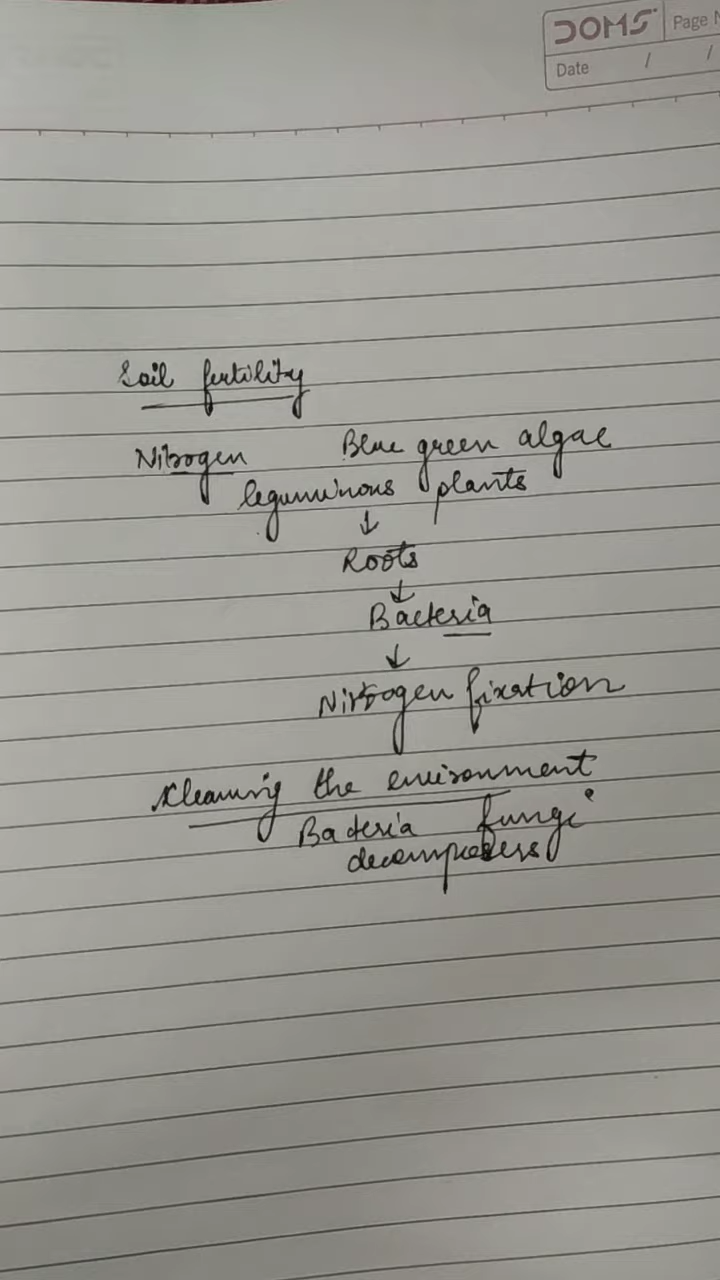 DOMS Page N
Date / /
Soil fertility
Nitrogen Blue green algae
leguminous plants
↓
Roots
↓
Bacteria
↓
Nitrogen fixation
Cleaning the environment
Bacteria fungi
decomposers